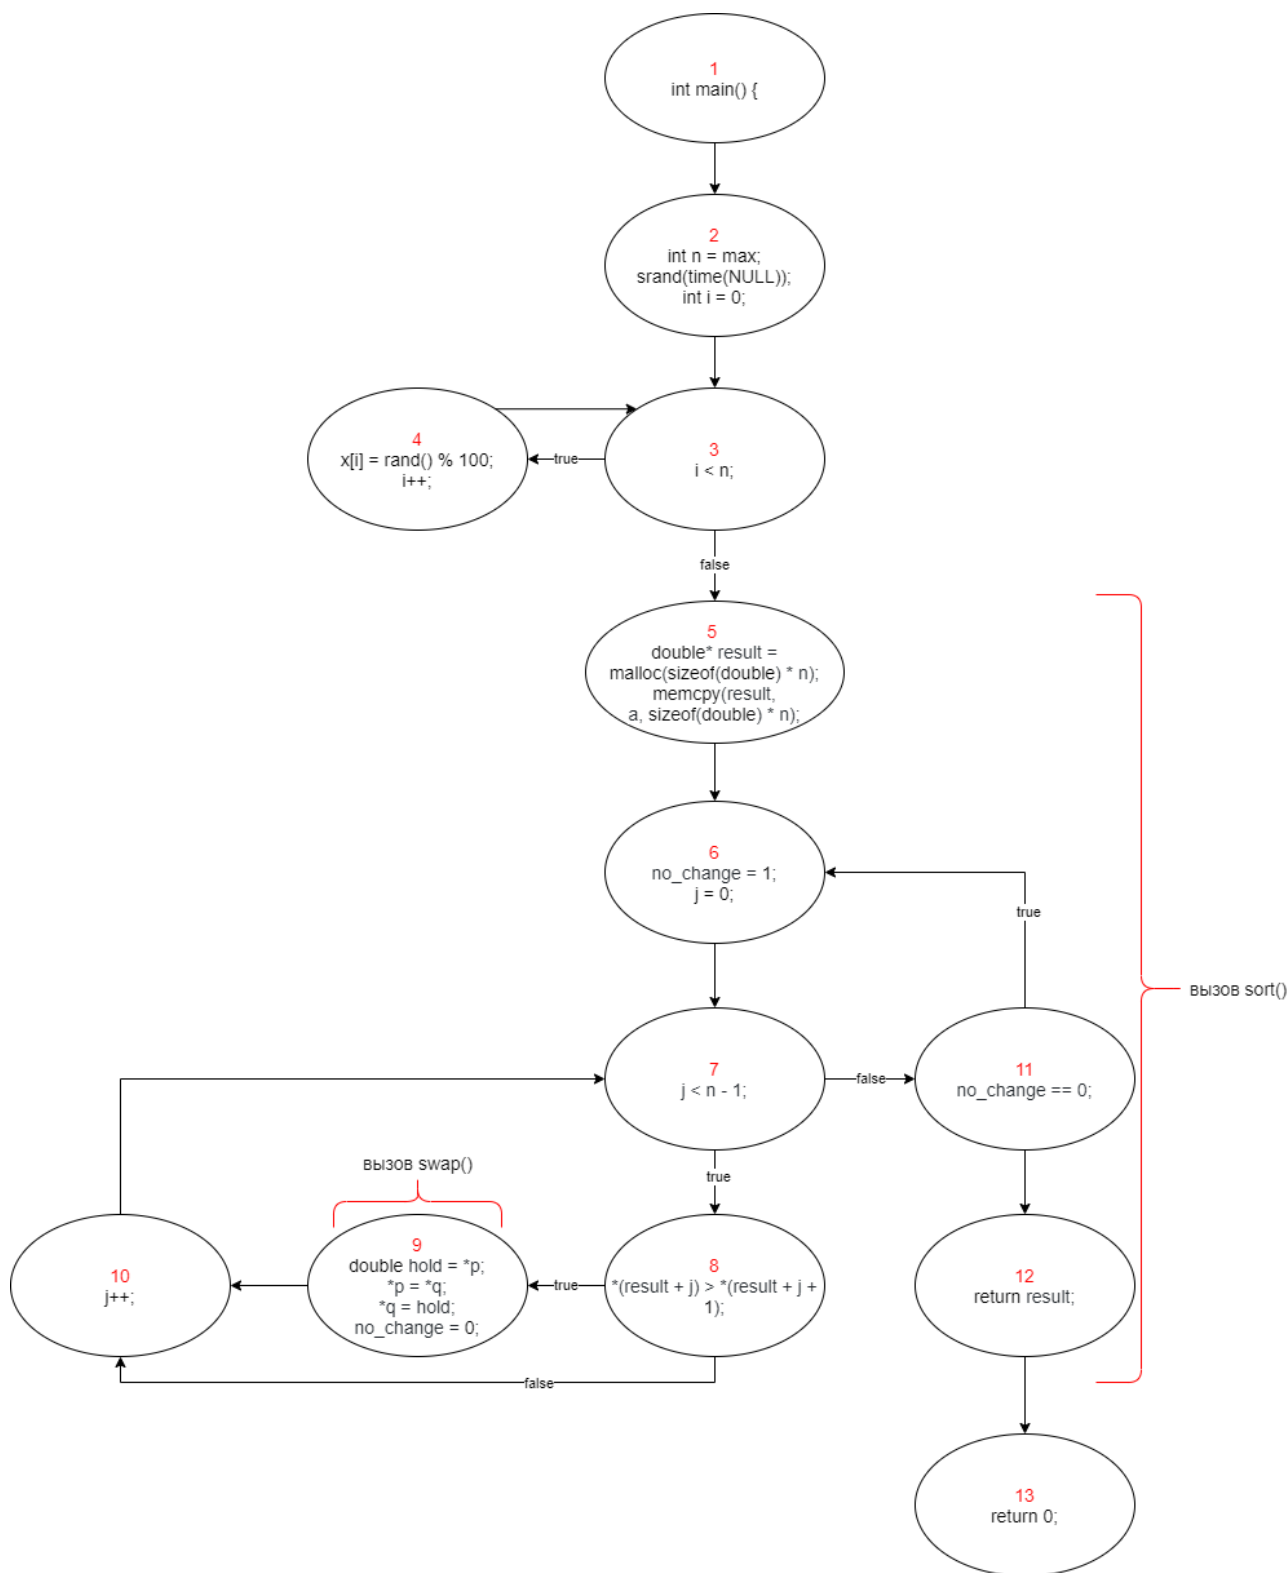 1
int main() {
2
int n = max;
srand(time(NULL));
int i = 0;
4
x[i] = rand() % 100;
i++;
true
3
i < n;
false
5
double* result =
malloc(sizeof(double) * n);
memcpy(result,
a, sizeof(double) * n);
6
no_change = 1;
j = 0;
true
вызов sort()
7
j < n - 1;
false
11
no_change == 0;
true
вызов swap()
10
j++;
9
double hold = *p;
*p = *q;
*q = hold;
no_change = 0;
true
8
*(result + j) > *(result + j +
1);
12
return result;
false
13
return 0;